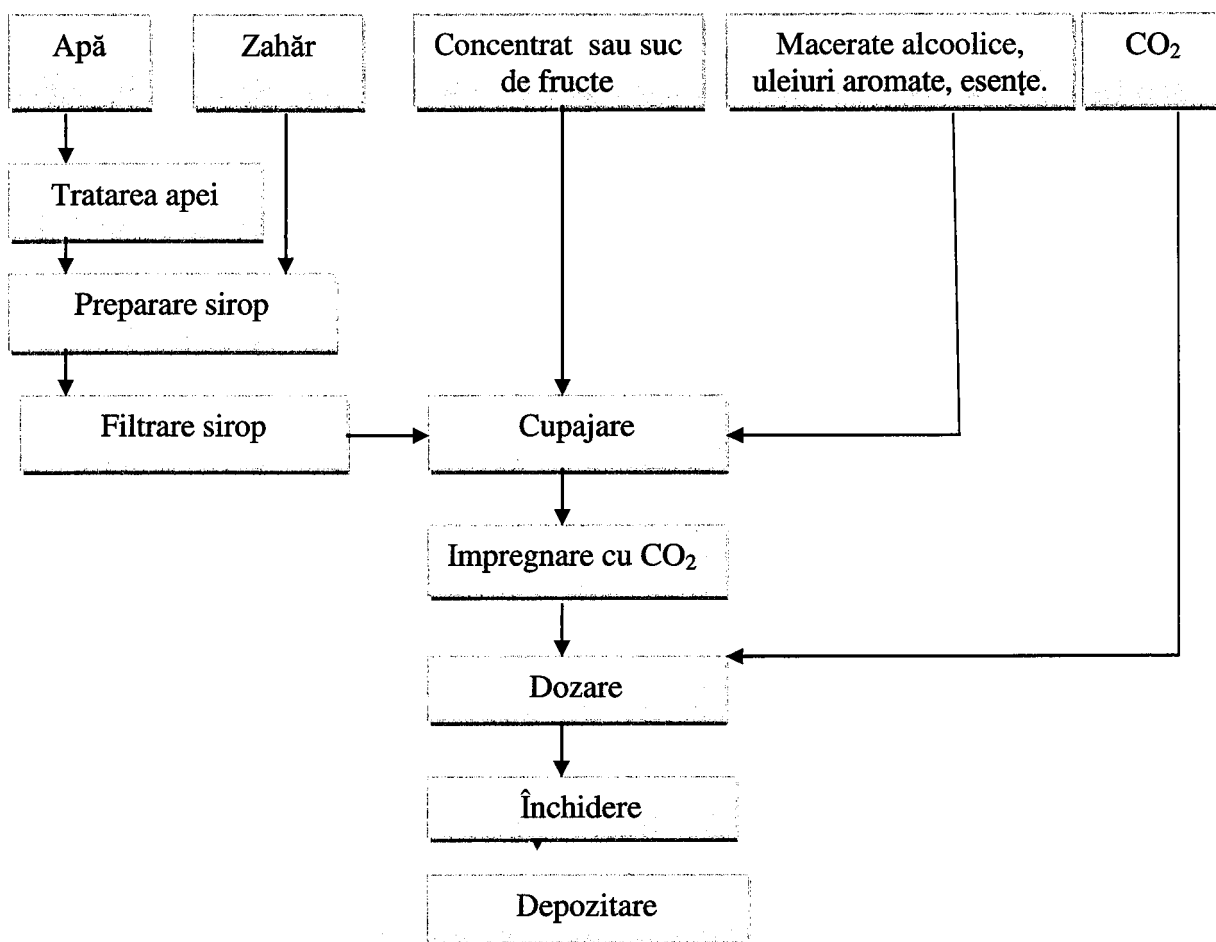 Apă
Zahăr
Concentrat sau suc
de fructe
Macerate alcoolice,
uleiuri aromate, esenţe.
CO₂
Tratarea apei
Preparare sirop
Filtrare sirop
Cupajare
Impregnare cu CO₂
Dozare
Închidere
Depozitare